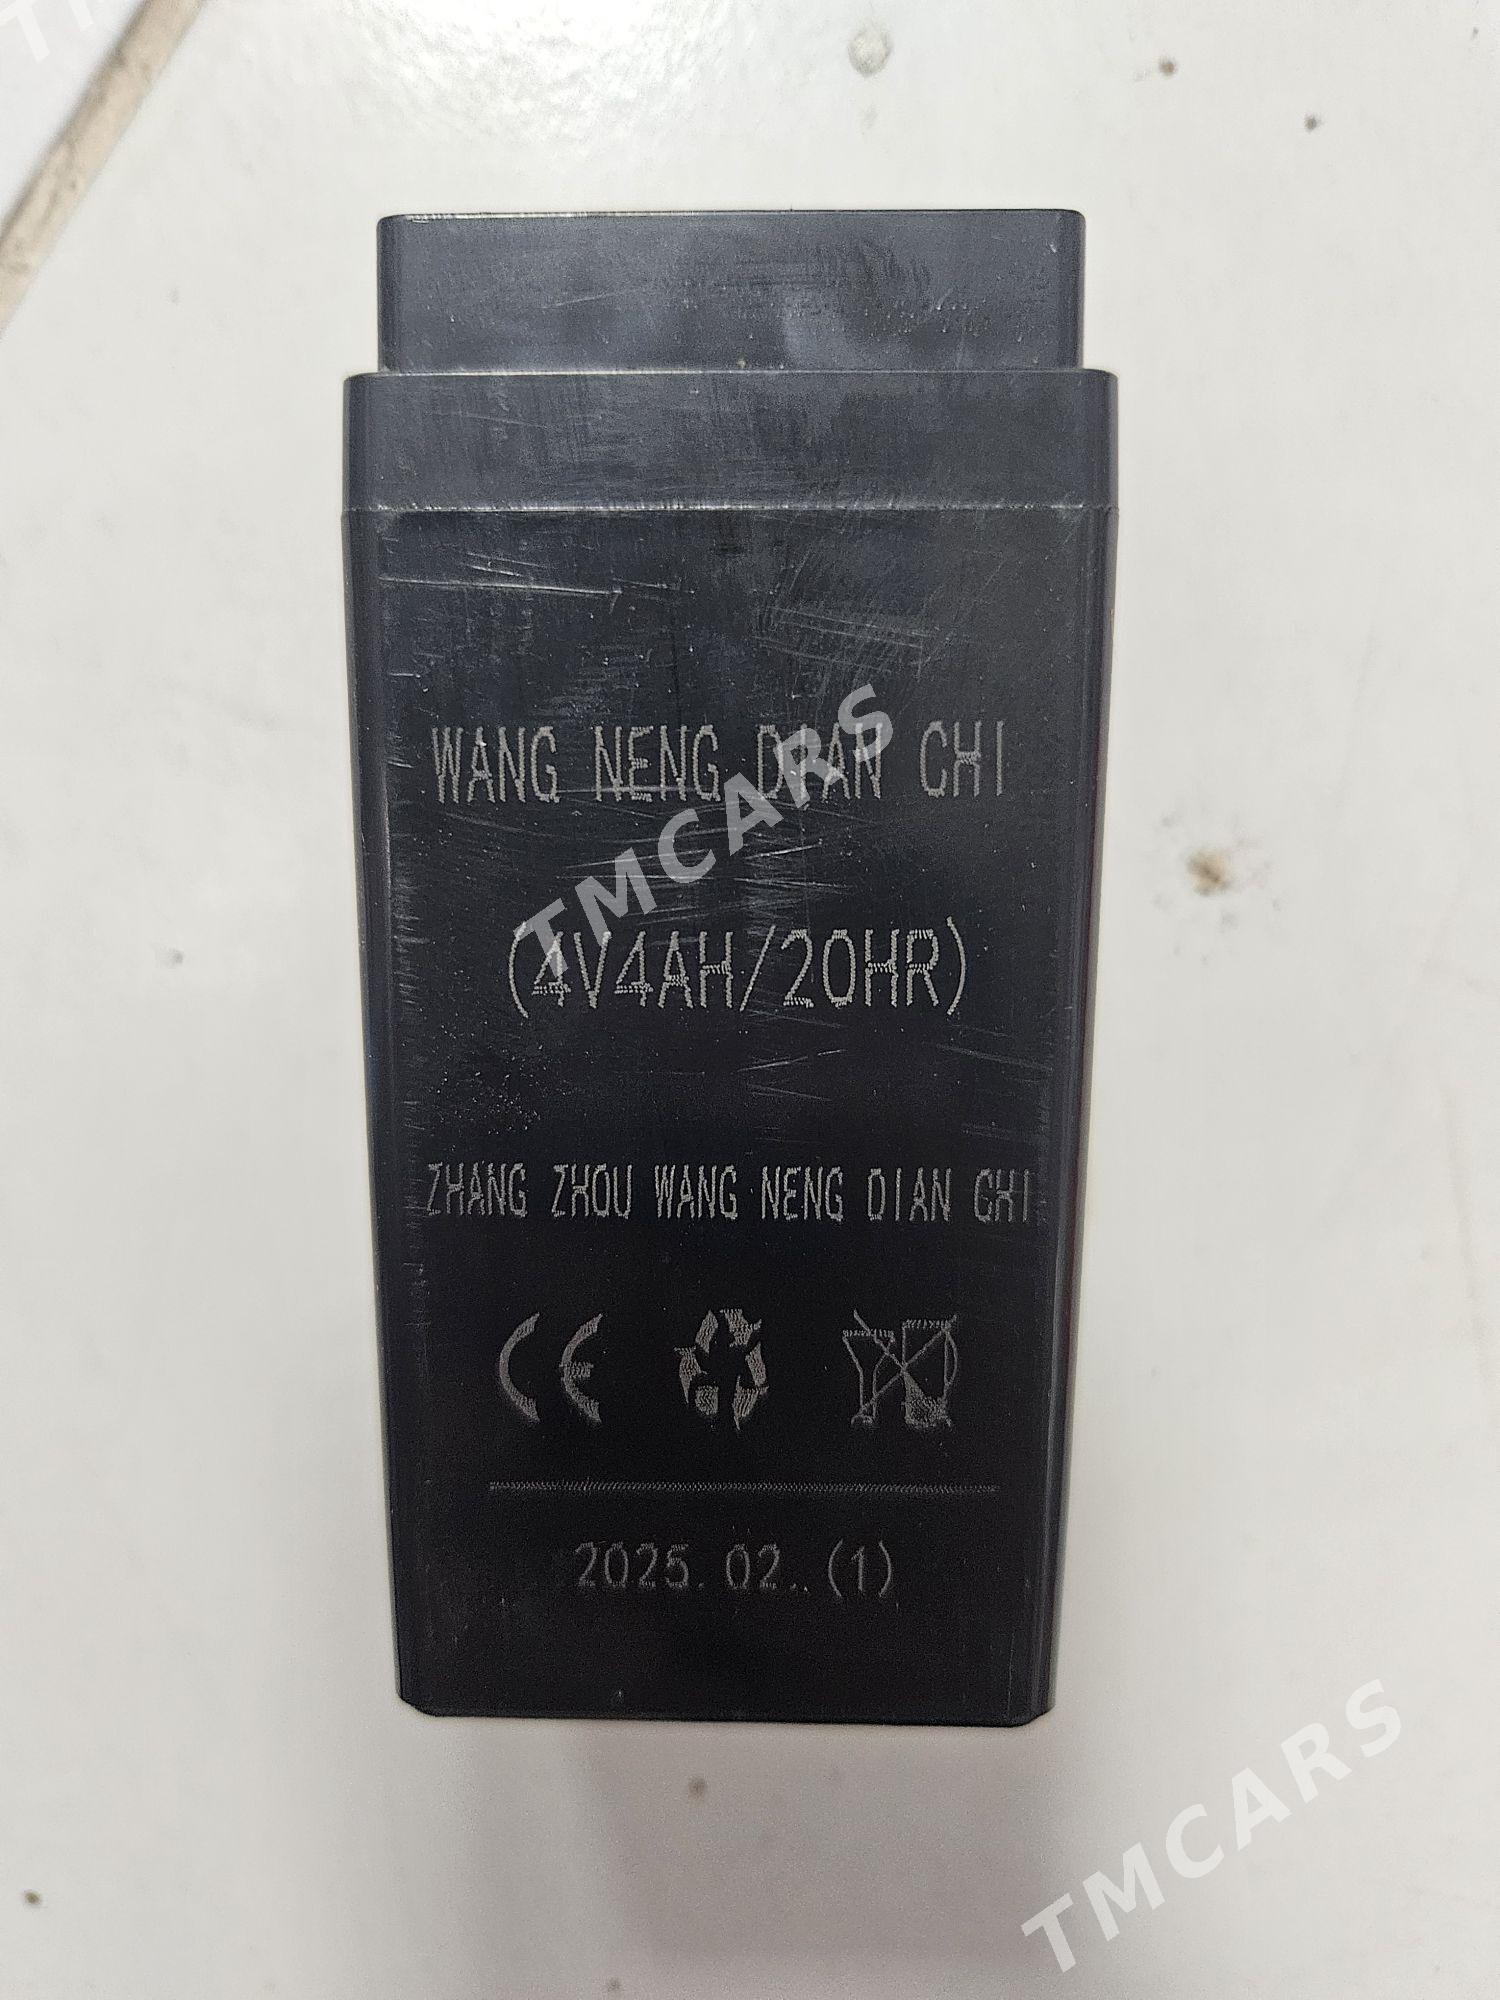 WANG NENG DIAN CHI
TMCARS
(4V4AH/20HR)
ZHANG ZHOU WANG NENG DIAN CHI
CE
2025.02..(1)
TMCARS